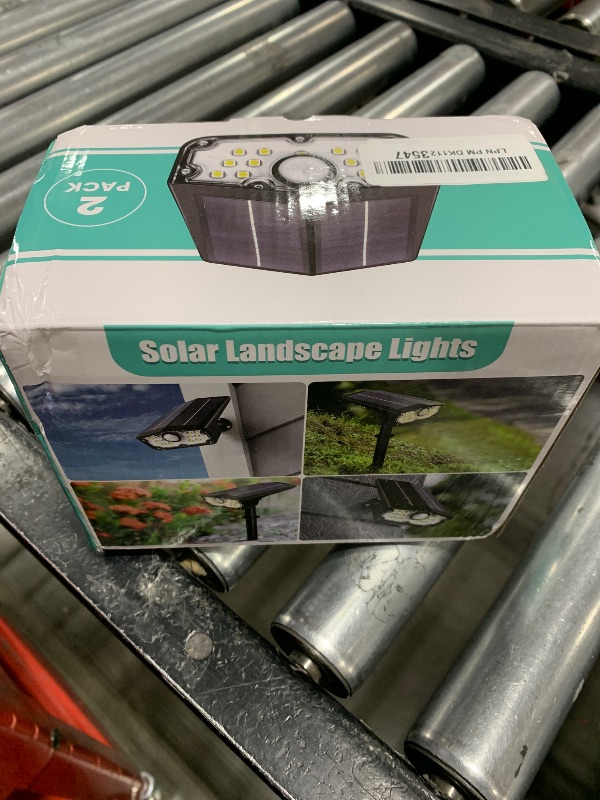 LPN PM DK1123547
2
PACK
Solar Landscape Lights